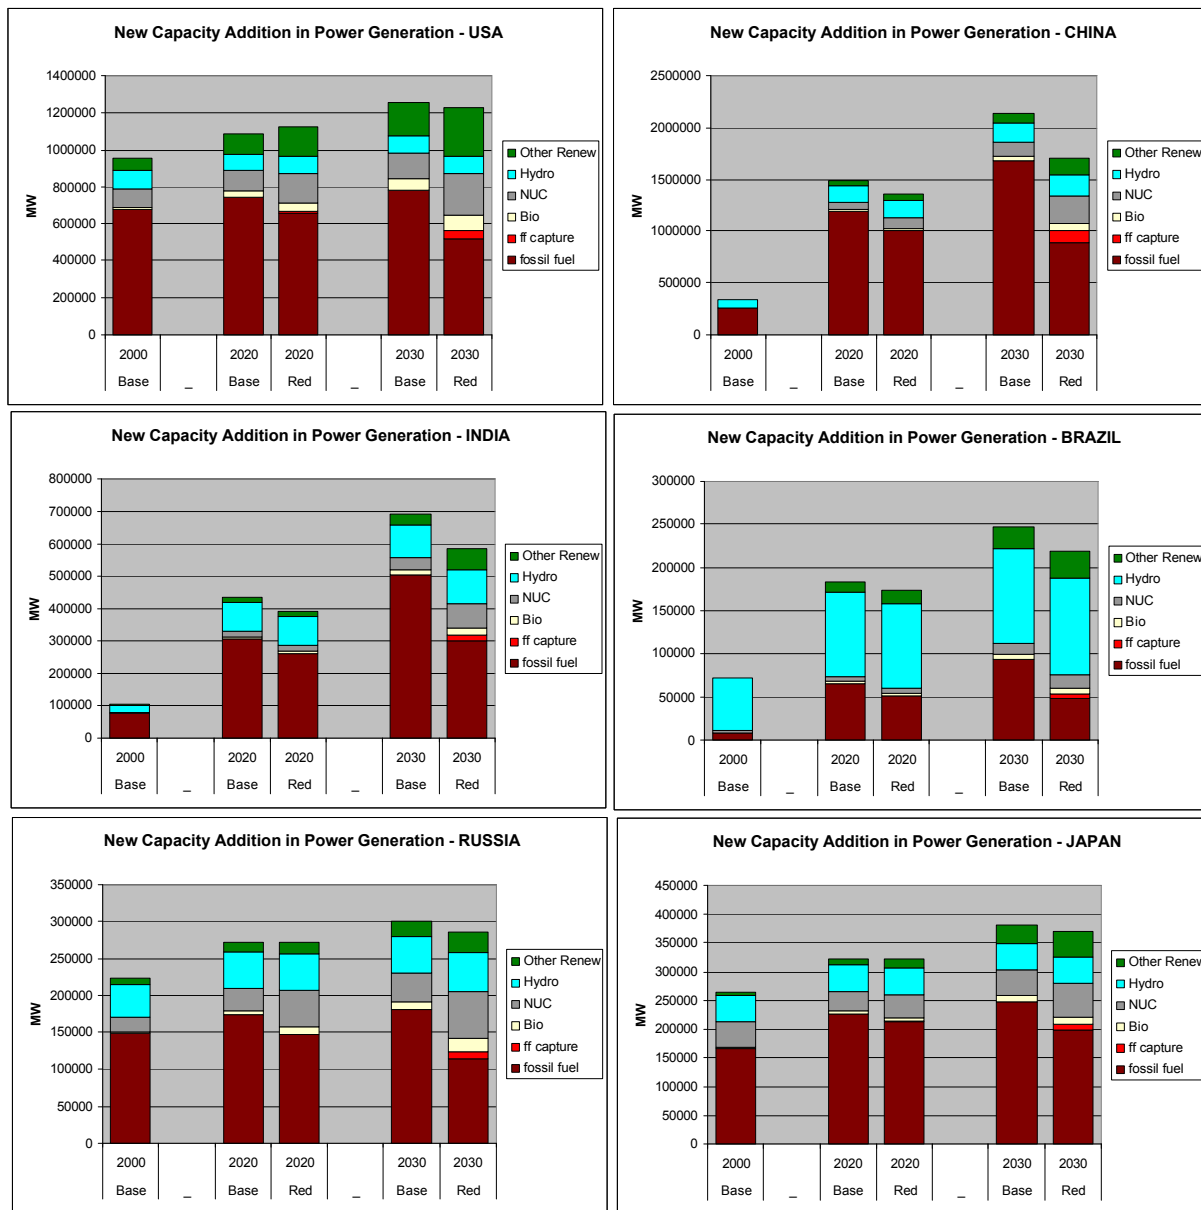 New Capacity Addition in Power Generation - USA
1400000
1200000
1000000
800000
600000
400000
200000
0
MW
2000 2020 2020 2030 2030
Base _ Base Red _ Base Red
Other Renew
Hydro
NUC
Bio
ff capture
fossil fuel
New Capacity Addition in Power Generation - CHINA
2500000
2000000
1500000
1000000
500000
0
MW
2000 2020 2020 2030 2030
Base _ Base Red _ Base Red
Other Renew
Hydro
NUC
Bio
ff capture
fossil fuel
New Capacity Addition in Power Generation - INDIA
800000
700000
600000
500000
400000
300000
200000
100000
0
MW
2000 2020 2020 2030 2030
Base _ Base Red _ Base Red
Other Renew
Hydro
NUC
Bio
ff capture
fossil fuel
New Capacity Addition in Power Generation - BRAZIL
300000
250000
200000
150000
100000
50000
0
MW
2000 2020 2020 2030 2030
Base _ Base Red _ Base Red
Other Renew
Hydro
NUC
Bio
ff capture
fossil fuel
New Capacity Addition in Power Generation - RUSSIA
350000
300000
250000
200000
150000
100000
50000
0
MW
2000 2020 2020 2030 2030
Base _ Base Red _ Base Red
Other Renew
Hydro
NUC
Bio
ff capture
fossil fuel
New Capacity Addition in Power Generation - JAPAN
450000
400000
350000
300000
250000
200000
150000
100000
50000
0
MW
2000 2020 2020 2030 2030
Base _ Base Red _ Base Red
Other Renew
Hydro
NUC
Bio
ff capture
fossil fuel